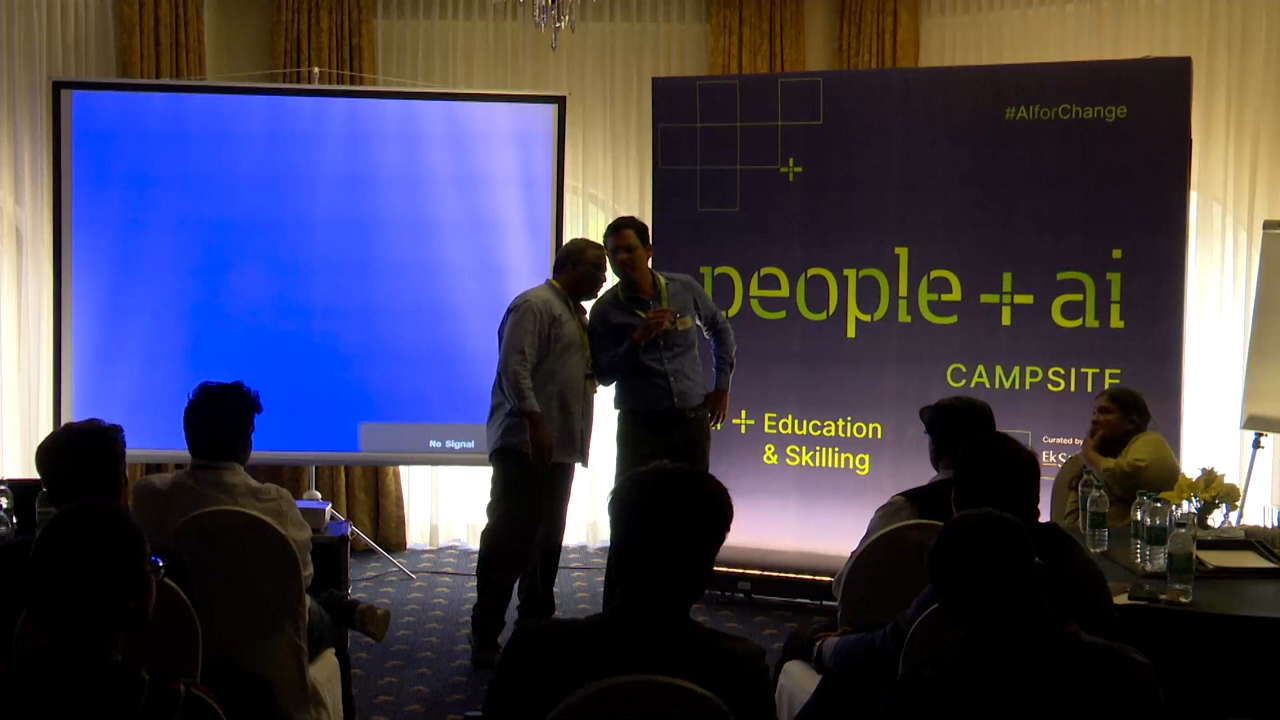 No Signal
#AIforChange
people + ai
CAMPSITE
+ Education
& Skilling
Curated by